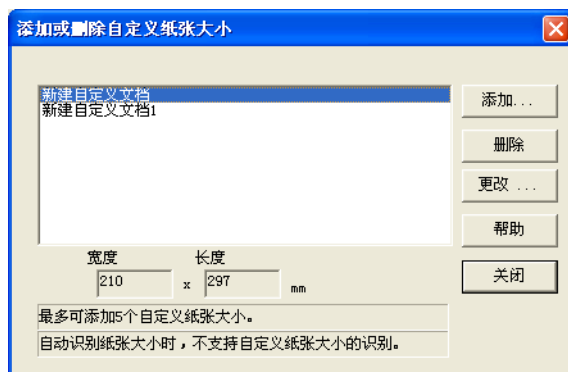 添加或删除自定义纸张大小
新建自定义文档
新建自定义文档1
添加...
删除
更改 ...
帮助
关闭
宽度 长度
210 x 297 mm
最多可添加5个自定义纸张大小。
自动识别纸张大小时，不支持自定义纸张大小的识别。